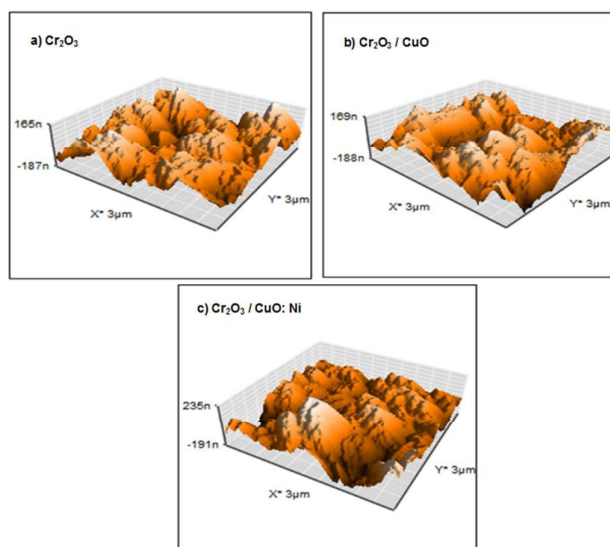 a) Cr₂O₃
165n
-187n
X* 3µm
Y* 3µm
b) Cr₂O₃ / CuO
169n
-188n
X* 3µm
Y* 3µm
c) Cr₂O₃ / CuO: Ni
235n
-191n
X* 3µm
Y* 3µm